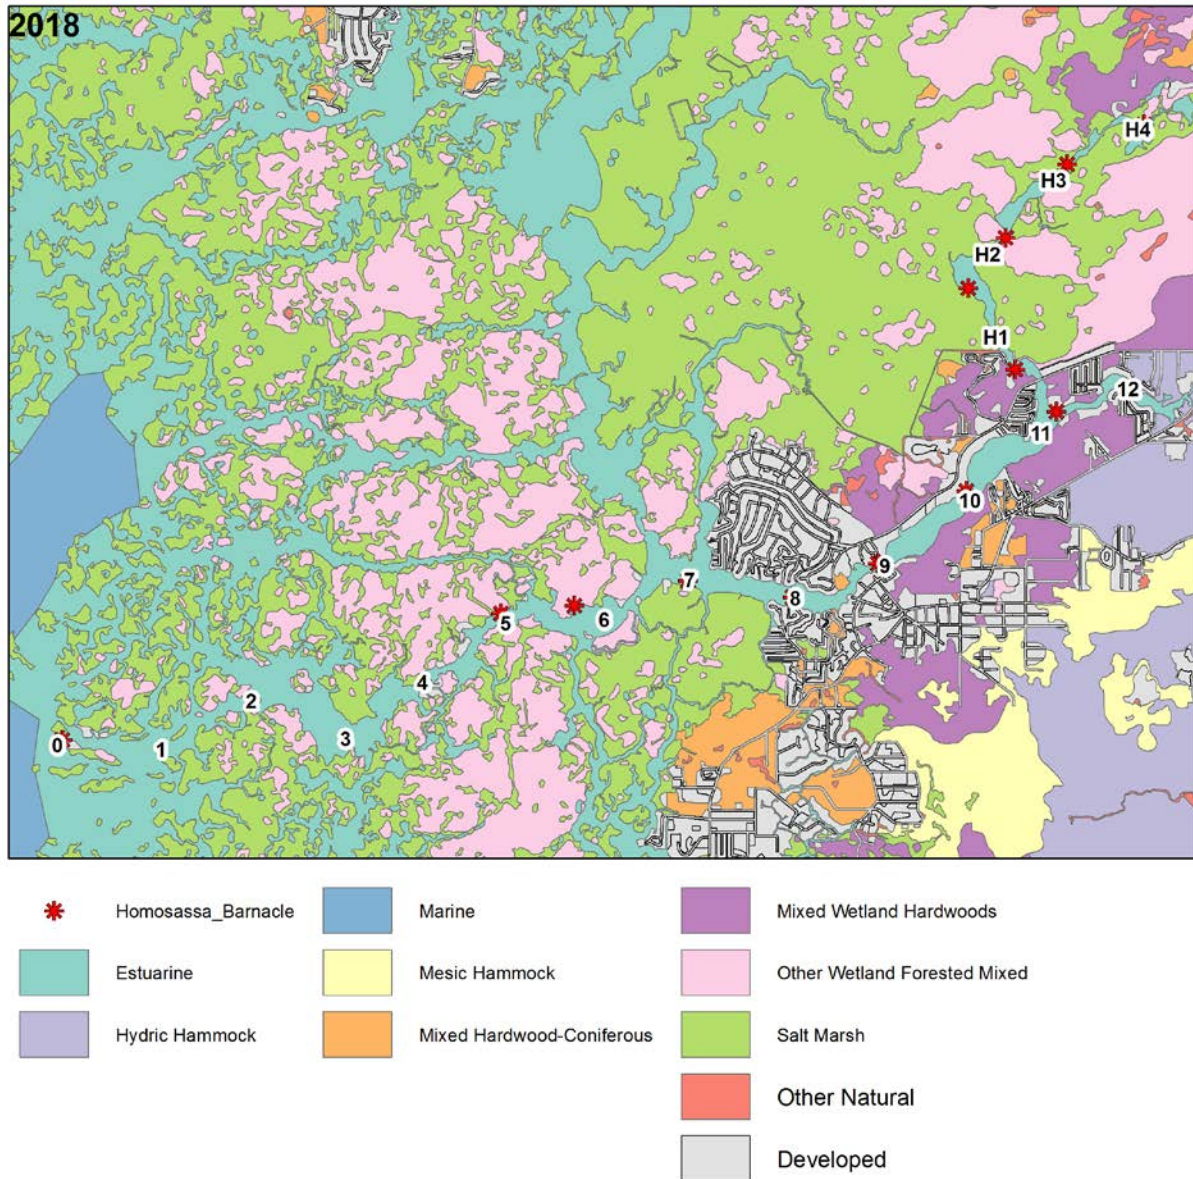 2018
H4
H3
H2
H1
12
11
10
9
7
8
6
5
4
2
3
0
1
Homosassa_Barnacle
Marine
Mixed Wetland Hardwoods
Estuarine
Mesic Hammock
Other Wetland Forested Mixed
Hydric Hammock
Mixed Hardwood-Coniferous
Salt Marsh
Other Natural
Developed